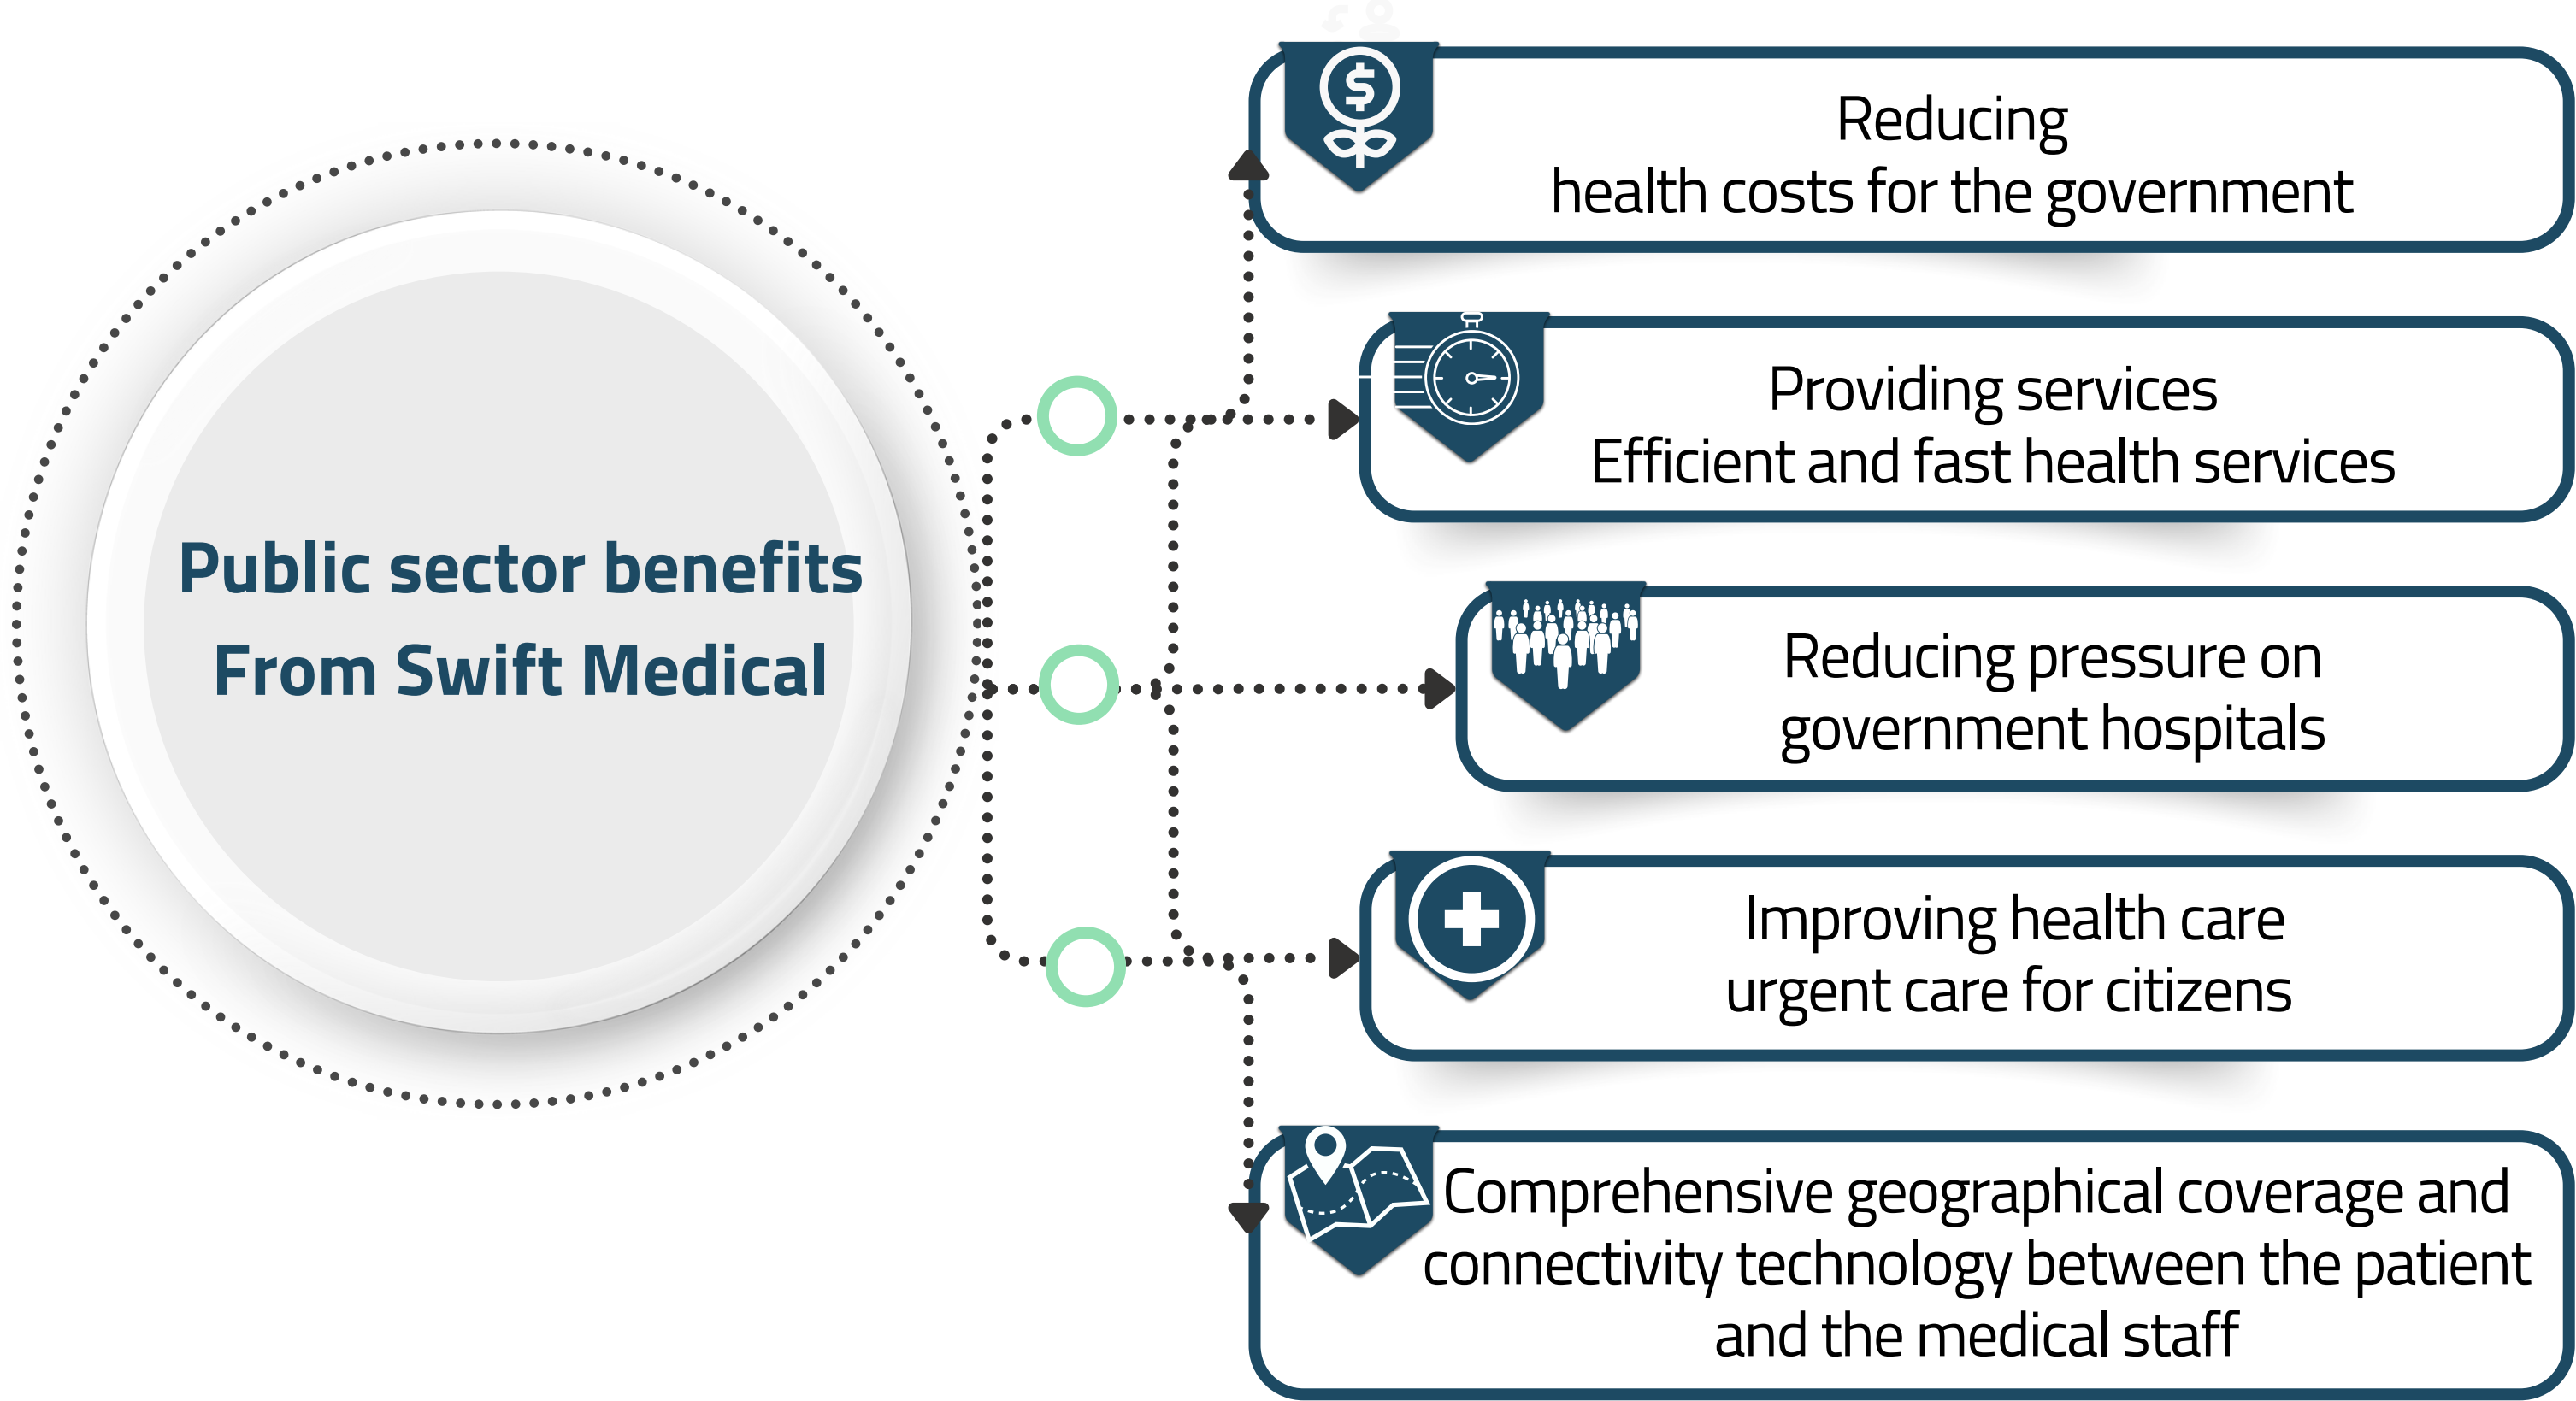 Public sector benefits
From Swift Medical
$
Reducing
health costs for the government
Providing services
Efficient and fast health services
Reducing pressure on
government hospitals
Improving health care
urgent care for citizens
Comprehensive geographical coverage and
connectivity technology between the patient
and the medical staff